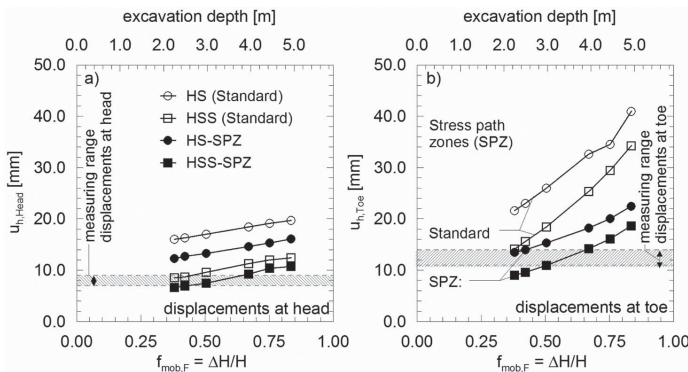 excavation depth [m]
0.0 1.0 2.0 3.0 4.0 5.0
50.0
40.0
30.0
20.0
10.0
0.0
u_h,Head [mm]
a)
HS (Standard)
HSS (Standard)
HS-SPZ
HSS-SPZ
measuring range
displacements at head
displacements at head
0.00 0.25 0.50 0.75 1.00
f_mob,F = ΔH/H
excavation depth [m]
0.0 1.0 2.0 3.0 4.0 5.0
50.0
40.0
30.0
20.0
10.0
0.0
u_h,Toe [mm]
b)
Stress path
zones (SPZ)
Standard
SPZ:
measuring range
displacements at toe
displacements at toe
0.00 0.25 0.50 0.75 1.00
f_mob,F = ΔH/H